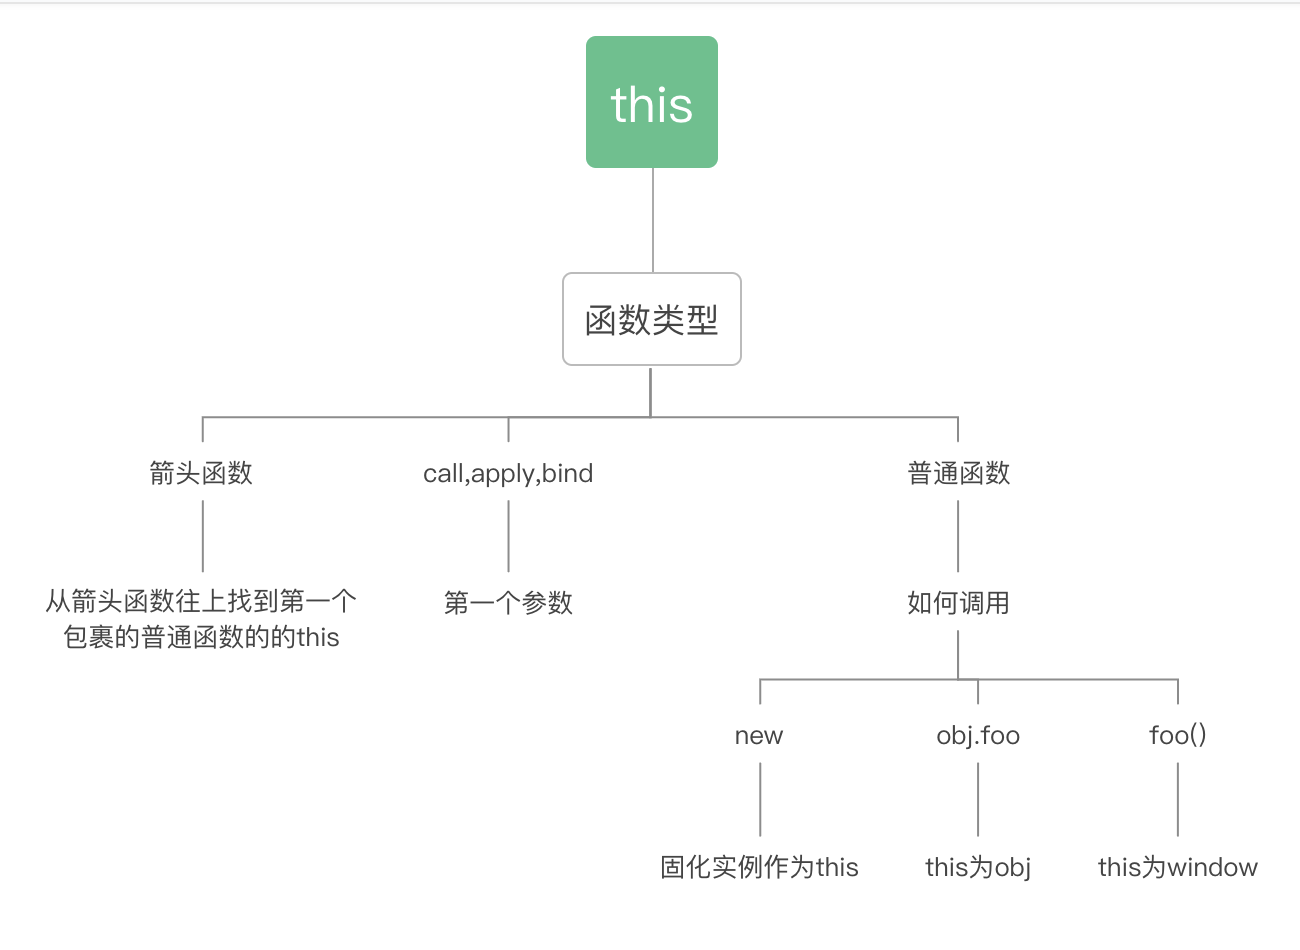 this
函数类型
箭头函数
call,apply,bind
普通函数
从箭头函数往上找到第一个
包裹的普通函数的的this
第一个参数
如何调用
new
obj.foo
foo()
固化实例作为this
this为obj
this为window